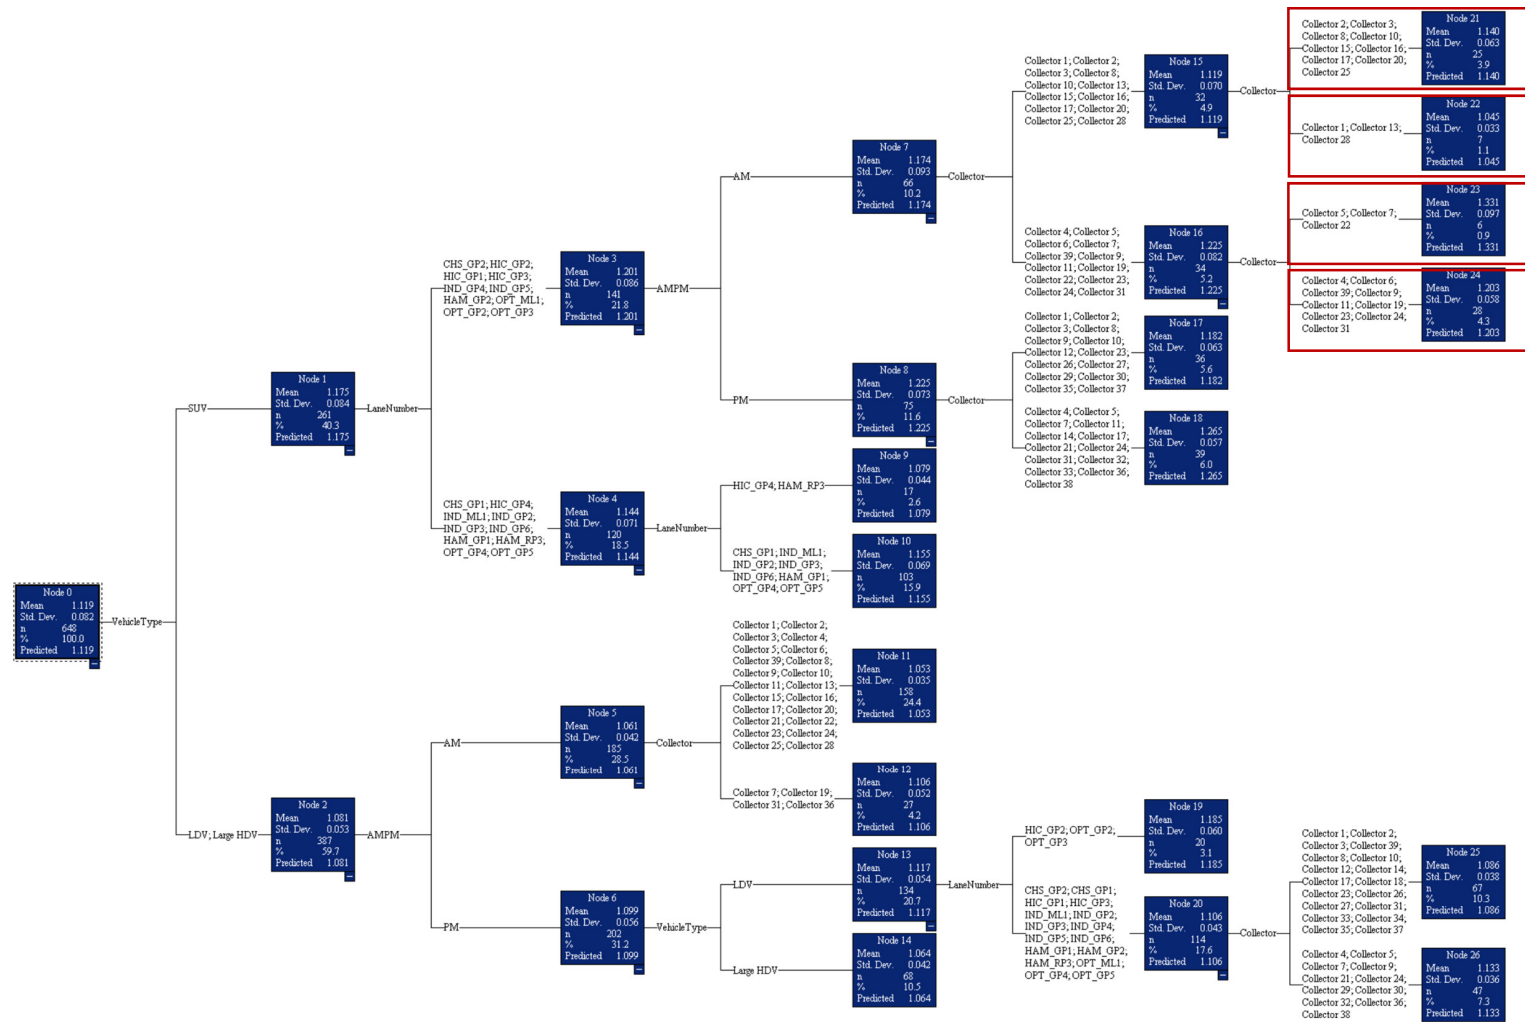 Node 0
Mean 1.119
Std. Dev. 0.082
n 648
% 100.0
Predicted 1.119
VehicleType
SUV
Node 1
Mean 1.175
Std. Dev. 0.084
n 261
% 40.3
Predicted 1.175
LaneNumber
LDV; Large HDV
Node 2
Mean 1.081
Std. Dev. 0.053
n 387
% 59.7
Predicted 1.081
AMPM
CHS_GP2; HIC_GP2;
HIC_GP1; HIC_GP3;
IND_GP4; IND_GP5;
HAM_GP2; OPT_ML1;
OPT_GP2; OPT_GP3
Node 3
Mean 1.201
Std. Dev. 0.086
n 141
% 21.8
Predicted 1.201
AMPM
CHS_GP1; HIC_GP4;
IND_ML1; IND_GP2;
IND_GP3; IND_GP6;
HAM_GP1; HAM_RP3;
OPT_GP4; OPT_GP5
Node 4
Mean 1.144
Std. Dev. 0.071
n 120
% 18.5
Predicted 1.144
LaneNumber
AM
Node 5
Mean 1.061
Std. Dev. 0.042
n 185
% 28.5
Predicted 1.061
Collector
PM
Node 6
Mean 1.099
Std. Dev. 0.056
n 202
% 31.2
Predicted 1.099
VehicleType
AM
Node 7
Mean 1.174
Std. Dev. 0.093
n 66
% 10.2
Predicted 1.174
Collector
PM
Node 8
Mean 1.225
Std. Dev. 0.073
n 75
% 11.6
Predicted 1.225
Collector
HIC_GP4; HAM_RP3
Node 9
Mean 1.079
Std. Dev. 0.044
n 17
% 2.6
Predicted 1.079
CHS_GP1; IND_ML1;
IND_GP2; IND_GP3;
IND_GP6; HAM_GP1;
OPT_GP4; OPT_GP5
Node 10
Mean 1.155
Std. Dev. 0.069
n 103
% 15.9
Predicted 1.155
Collector 1; Collector 2;
Collector 3; Collector 4;
Collector 5; Collector 6;
Collector 39; Collector 8;
Collector 9; Collector 10;
Collector 11; Collector 13;
Collector 15; Collector 16;
Collector 17; Collector 20;
Collector 21; Collector 22;
Collector 23; Collector 24;
Collector 25; Collector 28
Node 11
Mean 1.053
Std. Dev. 0.035
n 158
% 24.4
Predicted 1.053
Collector 7; Collector 19;
Collector 31; Collector 36
Node 12
Mean 1.106
Std. Dev. 0.052
n 27
% 4.2
Predicted 1.106
LDV
Node 13
Mean 1.117
Std. Dev. 0.054
n 134
% 20.7
Predicted 1.117
LaneNumber
Large HDV
Node 14
Mean 1.064
Std. Dev. 0.042
n 68
% 10.5
Predicted 1.064
Collector 1; Collector 2;
Collector 3; Collector 8;
Collector 10; Collector 13;
Collector 15; Collector 16;
Collector 17; Collector 20;
Collector 25; Collector 28
Node 15
Mean 1.119
Std. Dev. 0.070
n 32
% 4.9
Predicted 1.119
Collector
Collector 4; Collector 5;
Collector 6; Collector 7;
Collector 39; Collector 9;
Collector 11; Collector 19;
Collector 22; Collector 23;
Collector 24; Collector 31
Node 16
Mean 1.225
Std. Dev. 0.082
n 34
% 5.2
Predicted 1.225
Collector
Collector 1; Collector 2;
Collector 3; Collector 8;
Collector 9; Collector 10;
Collector 12; Collector 23;
Collector 26; Collector 27;
Collector 29; Collector 30;
Collector 35; Collector 37
Node 17
Mean 1.182
Std. Dev. 0.063
n 36
% 5.6
Predicted 1.182
Collector 4; Collector 5;
Collector 7; Collector 11;
Collector 14; Collector 17;
Collector 21; Collector 24;
Collector 31; Collector 32;
Collector 33; Collector 36;
Collector 38
Node 18
Mean 1.265
Std. Dev. 0.057
n 39
% 6.0
Predicted 1.265
HIC_GP2; OPT_GP2;
OPT_GP3
Node 19
Mean 1.185
Std. Dev. 0.060
n 20
% 3.1
Predicted 1.185
CHS_GP2; CHS_GP1;
HIC_GP1; HIC_GP3;
IND_ML1; IND_GP2;
IND_GP3; IND_GP4;
IND_GP5; IND_GP6;
HAM_GP1; HAM_GP2;
HAM_RP3; OPT_ML1;
OPT_GP4; OPT_GP5
Node 20
Mean 1.106
Std. Dev. 0.043
n 114
% 17.6
Predicted 1.106
Collector
Collector 2; Collector 3;
Collector 8; Collector 10;
Collector 15; Collector 16;
Collector 17; Collector 20;
Collector 25
Node 21
Mean 1.140
Std. Dev. 0.063
n 25
% 3.9
Predicted 1.140
Collector 1; Collector 13;
Collector 28
Node 22
Mean 1.045
Std. Dev. 0.033
n 7
% 1.1
Predicted 1.045
Collector 5; Collector 7;
Collector 22
Node 23
Mean 1.331
Std. Dev. 0.097
n 6
% 0.9
Predicted 1.331
Collector 4; Collector 6;
Collector 39; Collector 9;
Collector 11; Collector 19;
Collector 23; Collector 24;
Collector 31
Node 24
Mean 1.203
Std. Dev. 0.058
n 28
% 4.3
Predicted 1.203
Collector 1; Collector 2;
Collector 3; Collector 39;
Collector 8; Collector 10;
Collector 12; Collector 14;
Collector 17; Collector 18;
Collector 23; Collector 26;
Collector 27; Collector 31;
Collector 33; Collector 34;
Collector 35; Collector 37
Node 25
Mean 1.086
Std. Dev. 0.038
n 67
% 10.3
Predicted 1.086
Collector 4; Collector 5;
Collector 7; Collector 9;
Collector 21; Collector 24;
Collector 29; Collector 30;
Collector 32; Collector 36;
Collector 38
Node 26
Mean 1.133
Std. Dev. 0.036
n 47
% 7.3
Predicted 1.133